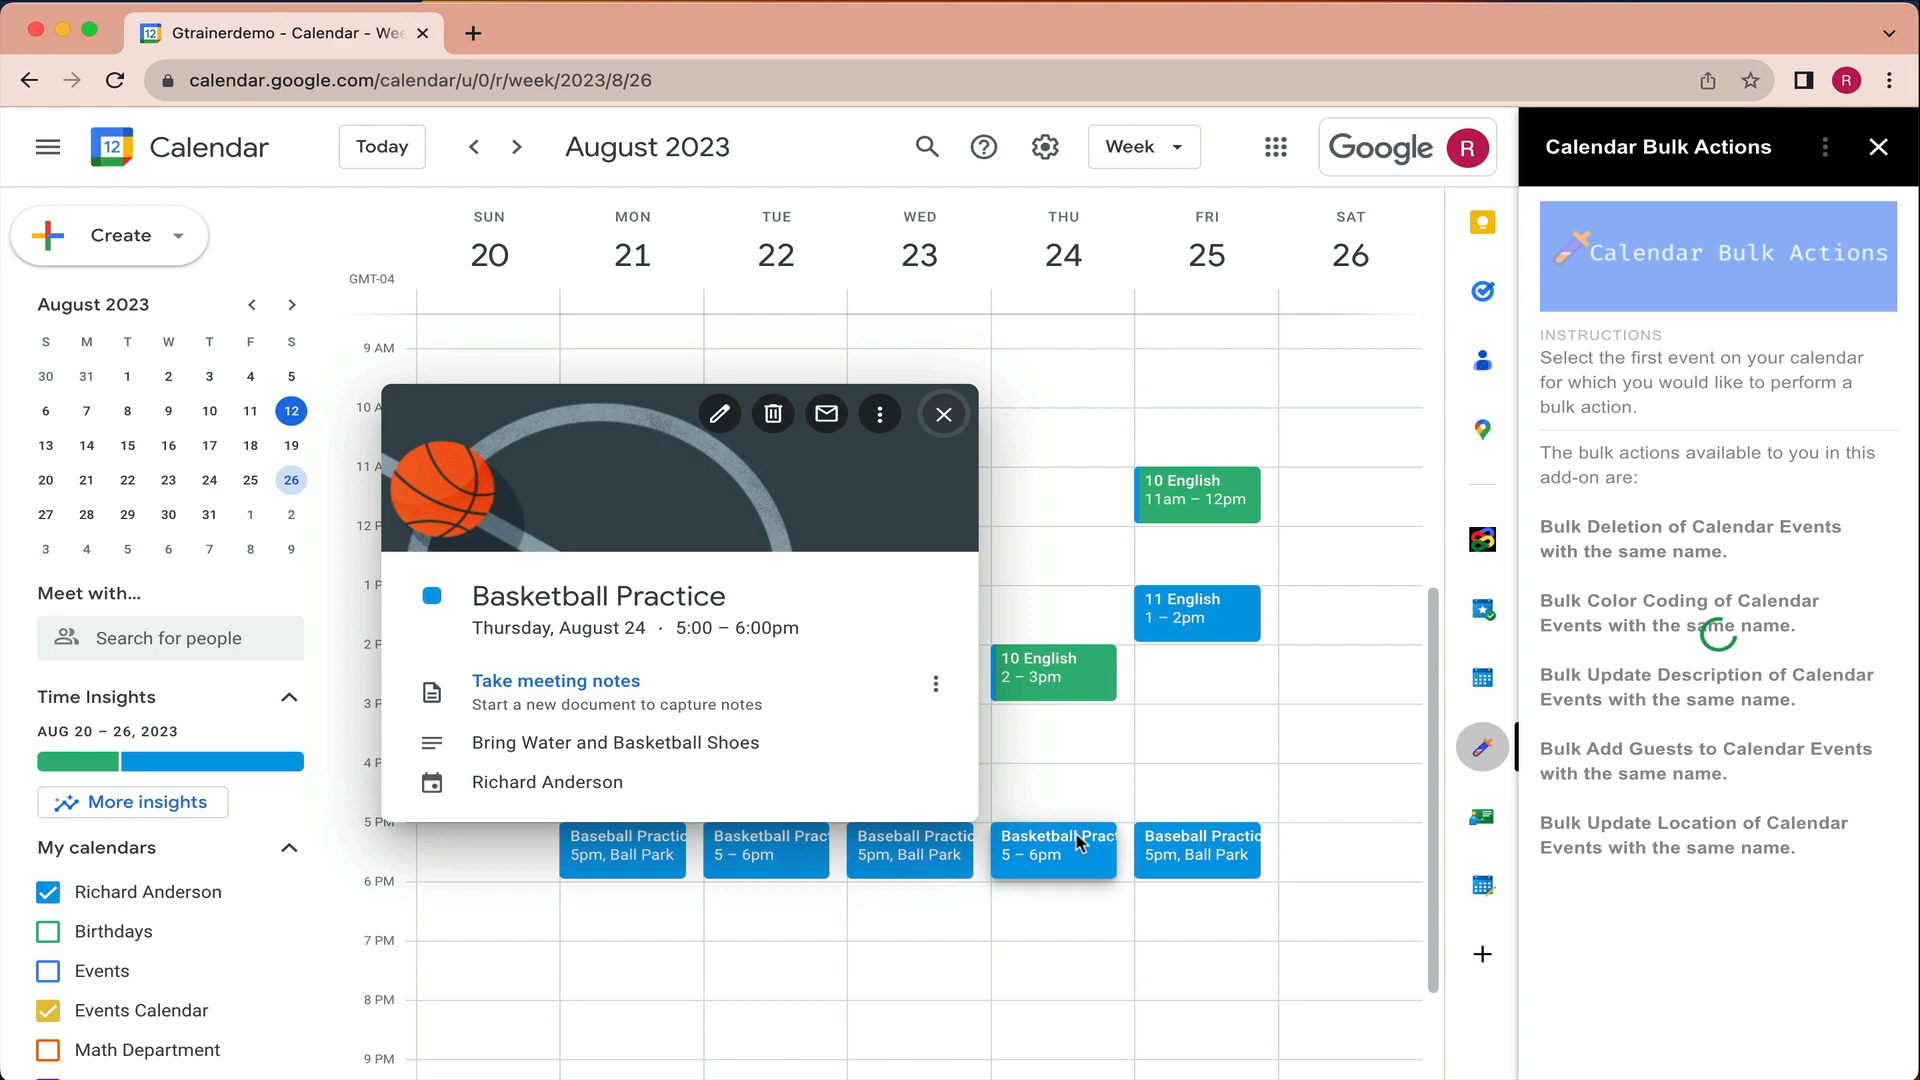 12
Gtrainerdemo - Calendar - Wee
calendar.google.com/calendar/u/0/r/week/2023/8/26
R
12
Calendar
Today
August 2023
Week
Google
R
Calendar Bulk Actions
Create
August 2023
S M T W T F S
30 31 1 2 3 4 5
6 7 8 9 10 11 12
13 14 15 16 17 18 19
20 21 22 23 24 25 26
27 28 29 30 31 1 2
3 4 5 6 7 8 9
Meet with...
Search for people
Time Insights
AUG 20 – 26, 2023
More insights
My calendars
Richard Anderson
Birthdays
Events
Events Calendar
Math Department
GMT-04
SUN MON TUE WED THU FRI SAT
20 21 22 23 24 25 26
9 AM
10 A
11 A
12 P
1 P
2 P
3 P
4 P
5 PM
6 PM
7 PM
8 PM
9 PM
Basketball Practice
Thursday, August 24 · 5:00 – 6:00pm
Take meeting notes
Start a new document to capture notes
Bring Water and Basketball Shoes
Richard Anderson
10 English
11am – 12pm
11 English
1 – 2pm
10 English
2 – 3pm
Baseball Practic
5pm, Ball Park
Basketball Pract
5 – 6pm
Baseball Practic
5pm, Ball Park
Basketball Pract
5 – 6pm
Baseball Practic
5pm, Ball Park
Calendar Bulk Actions
INSTRUCTIONS
Select the first event on your calendar
for which you would like to perform a
bulk action.
The bulk actions available to you in this
add-on are:
Bulk Deletion of Calendar Events
with the same name.
Bulk Color Coding of Calendar
Events with the same name.
Bulk Update Description of Calendar
Events with the same name.
Bulk Add Guests to Calendar Events
with the same name.
Bulk Update Location of Calendar
Events with the same name.